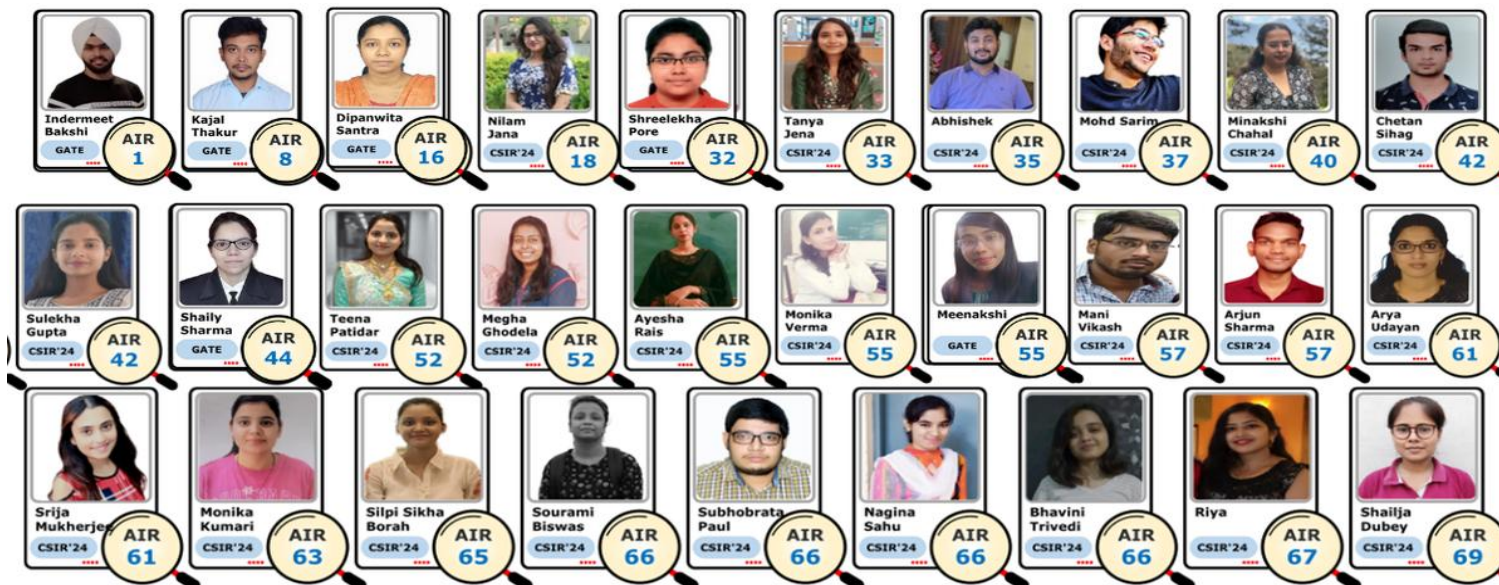 Indermeet
Bakshi
GATE
AIR
1
Kajal
Thakur
GATE
AIR
8
Dipanwita
Santra
GATE
AIR
16
Nilam
Jana
CSIR'24
AIR
18
Shreelekha
Pore
GATE
AIR
32
Tanya
Jena
CSIR'24
AIR
33
Abhishek
CSIR'24
AIR
35
Mohd Sarim
CSIR'24
AIR
37
Minakshi
Chahal
CSIR'24
AIR
40
Chetan
Sihag
CSIR'24
AIR
42
Sulekha
Gupta
CSIR'24
AIR
42
Shaily
Sharma
GATE
AIR
44
Teena
Patidar
CSIR'24
AIR
52
Megha
Ghodela
CSIR'24
AIR
52
Ayesha
Rais
CSIR'24
AIR
55
Monika
Verma
CSIR'24
AIR
55
Meenakshi
GATE
AIR
55
Mani
Vikash
CSIR'24
AIR
57
Arjun
Sharma
CSIR'24
AIR
57
Arya
Udayan
CSIR'24
AIR
61
Srija
Mukherjee
CSIR'24
AIR
61
Monika
Kumari
CSIR'24
AIR
63
Silpi Sikha
Borah
CSIR'24
AIR
65
Sourami
Biswas
CSIR'24
AIR
66
Subhobrata
Paul
CSIR'24
AIR
66
Nagina
Sahu
CSIR'24
AIR
66
Bhavini
Trivedi
CSIR'24
AIR
66
Riya
CSIR'24
AIR
67
Shailja
Dubey
CSIR'24
AIR
69